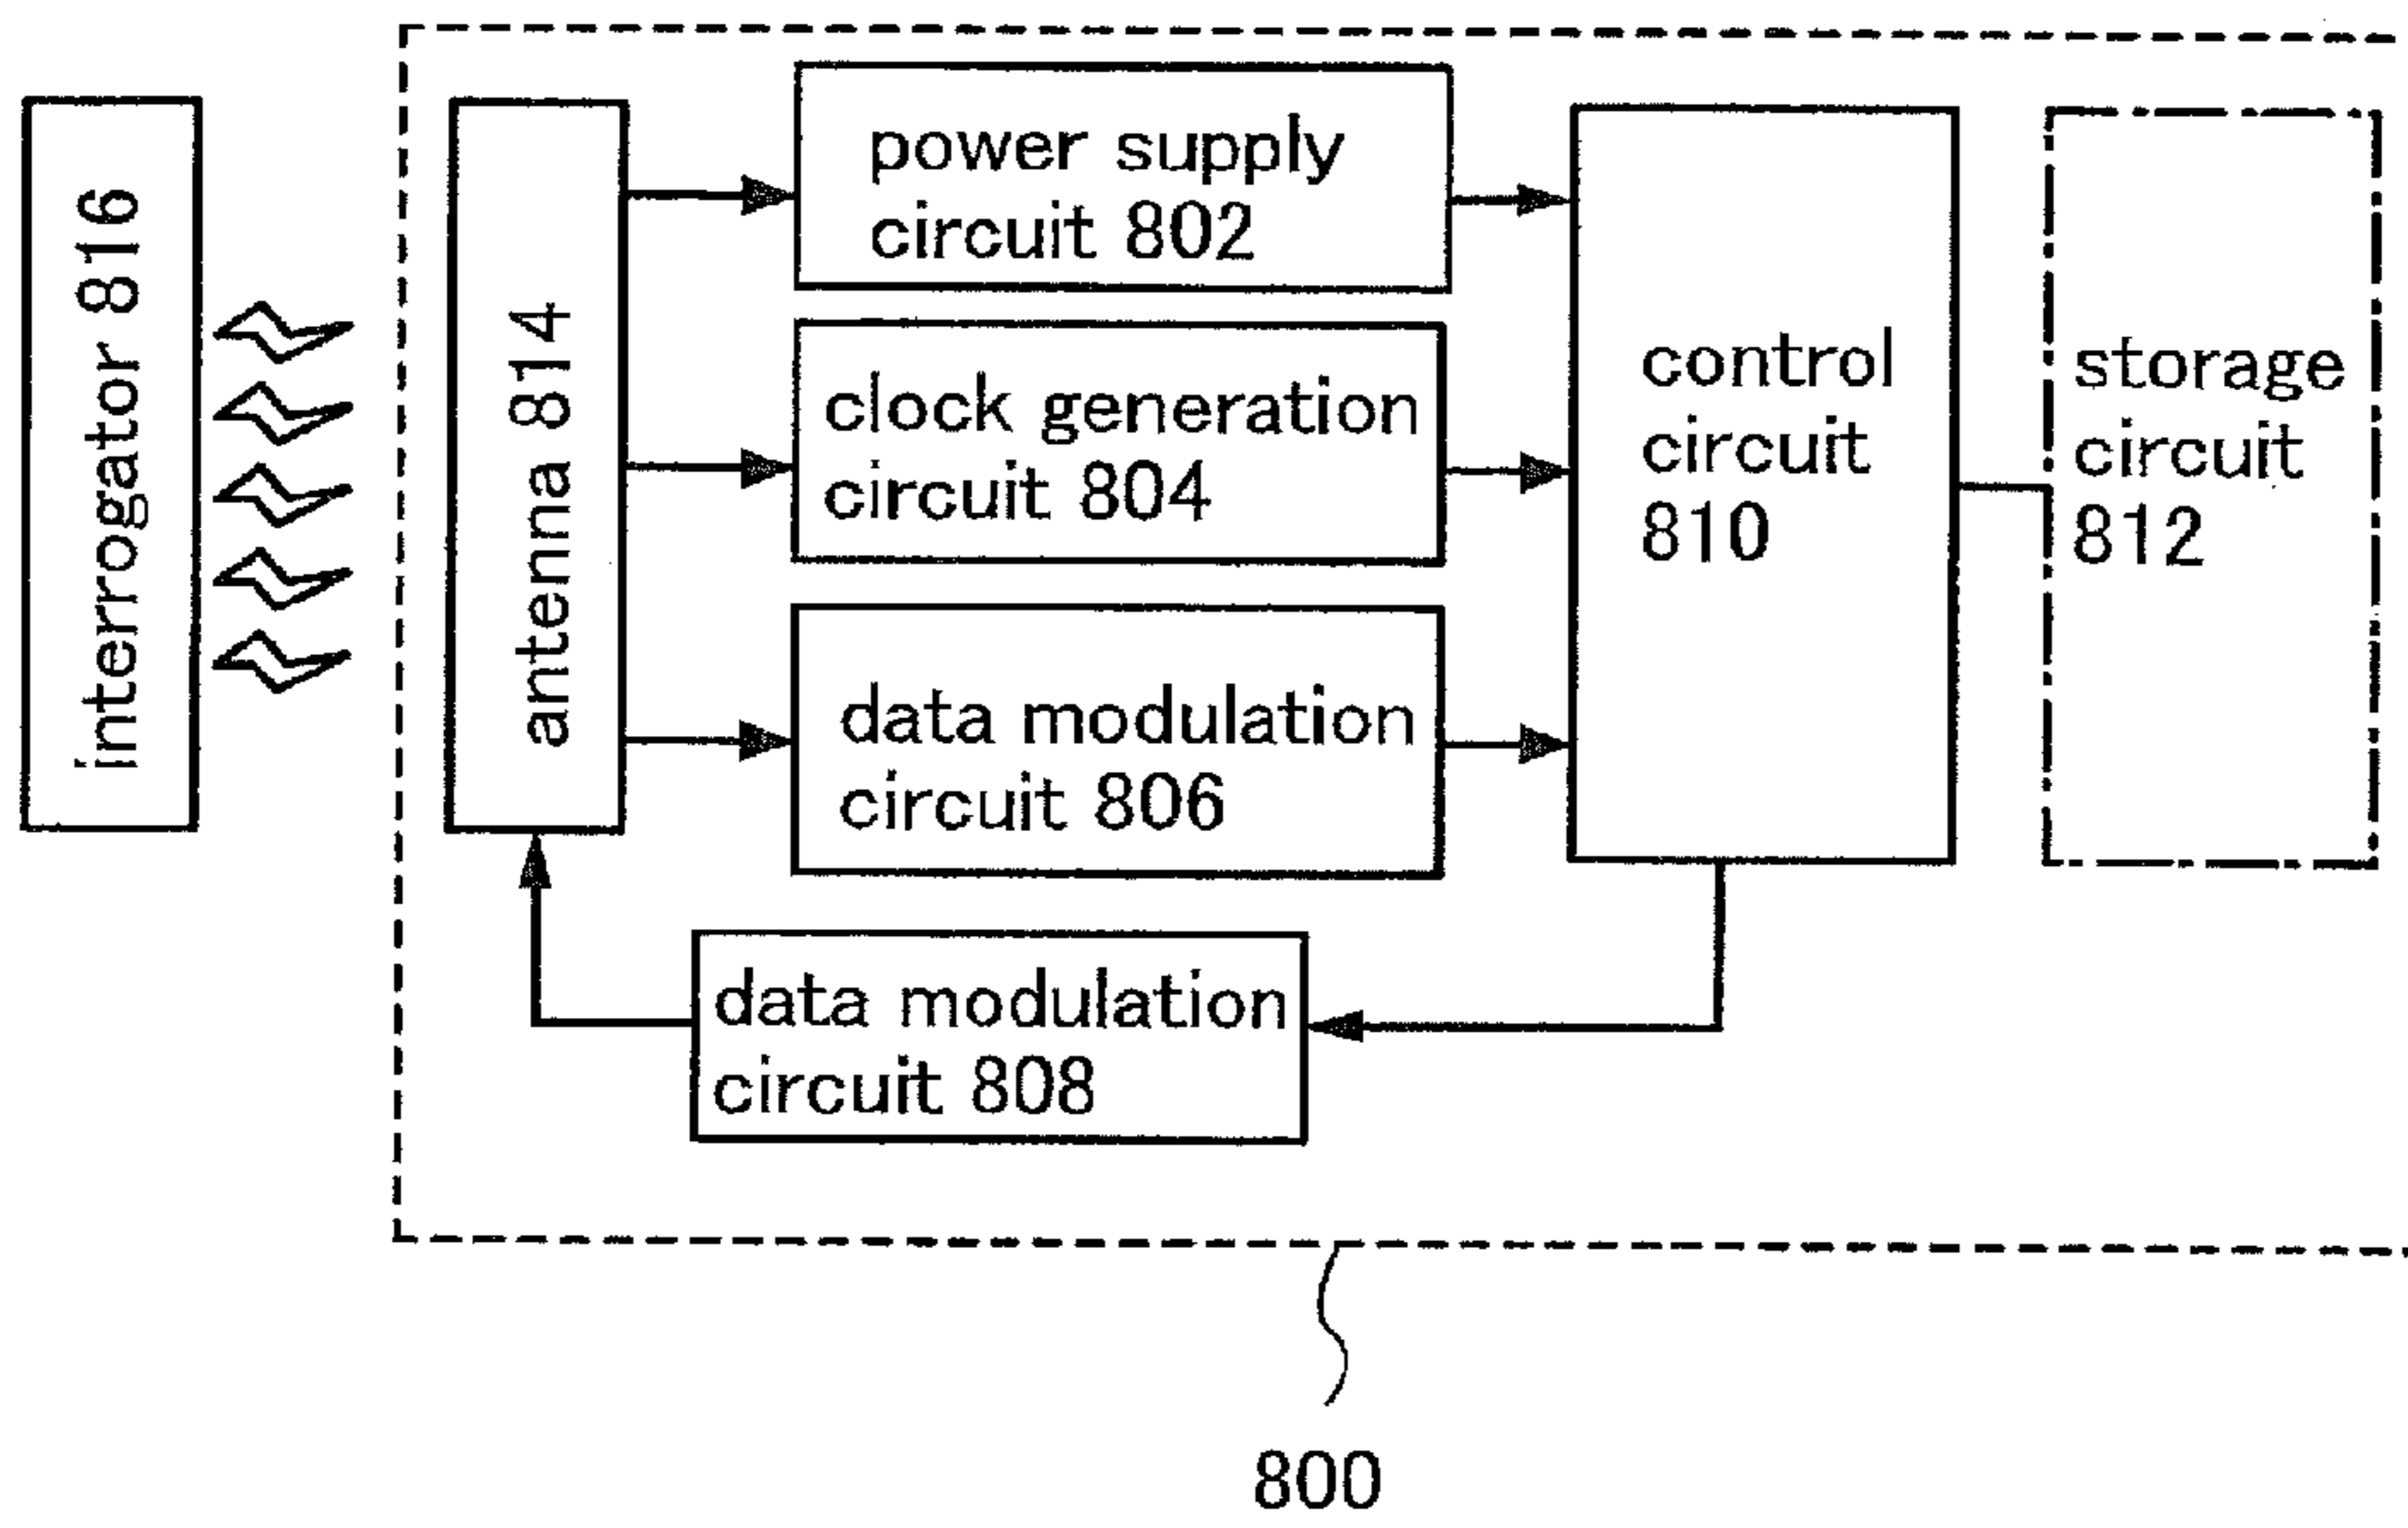 interrogator 816
antenna 814
power supply
circuit 802
clock generation
circuit 804
data modulation
circuit 806
data modulation
circuit 808
control
circuit
810
storage
circuit
812
800